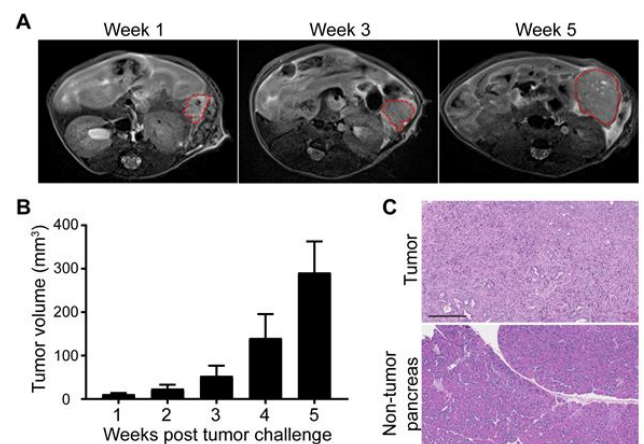 A
Week 1
Week 3
Week 5
B
Tumor volume (mm³)
400
300
200
100
0
1 2 3 4 5
Weeks post tumor challenge
C
Tumor
Non-tumor
pancreas